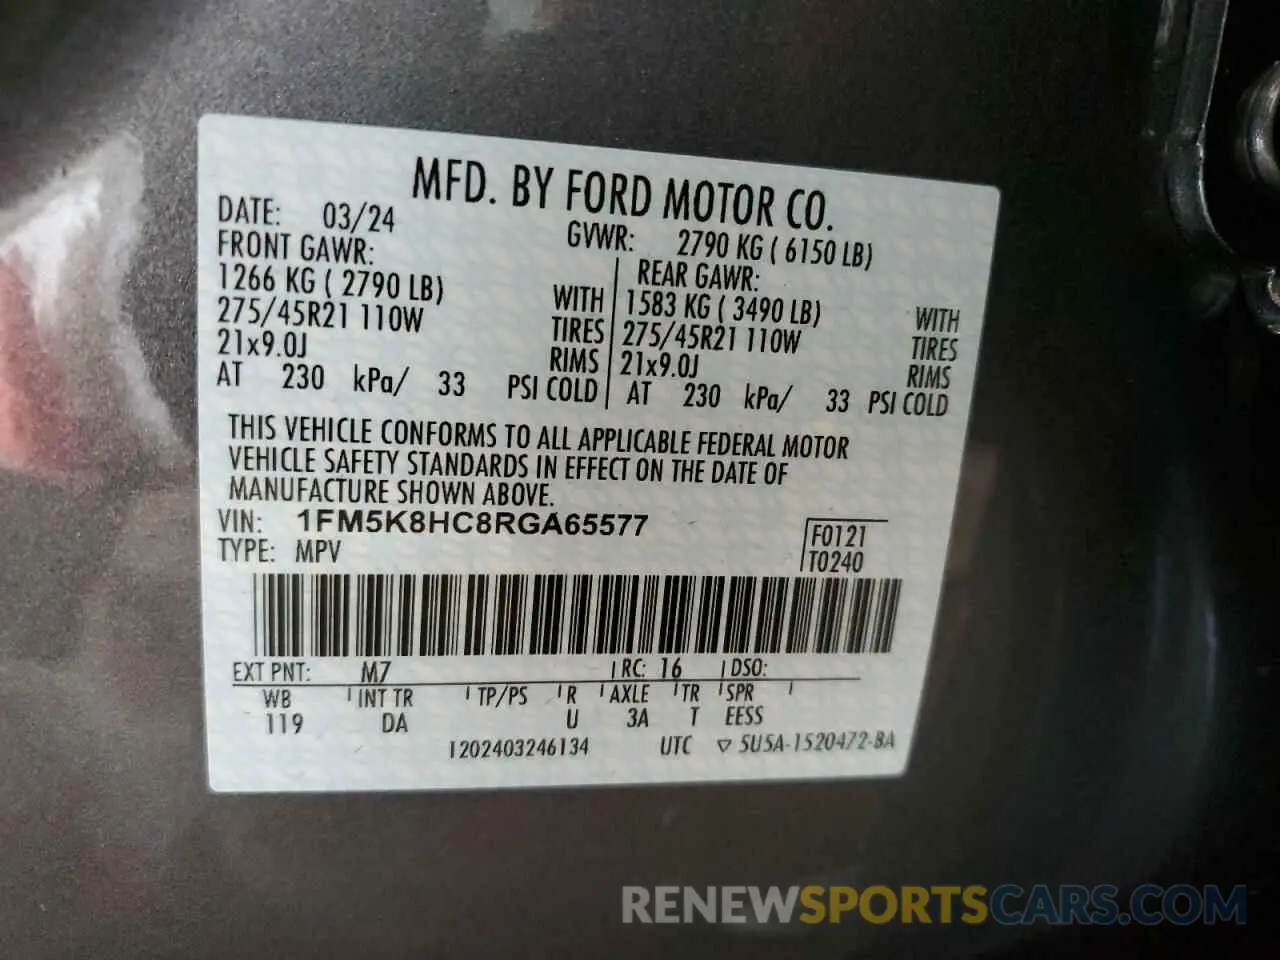 MFD. BY FORD MOTOR CO.
DATE: 03/24 GVWR: 2790 KG ( 6150 LB)
FRONT GAWR: REAR GAWR:
1266 KG ( 2790 LB) WITH 1583 KG ( 3490 LB) WITH
275/45R21 110W TIRES 275/45R21 110W TIRES
21x9.0J RIMS 21x9.0J RIMS
AT 230 kPa/ 33 PSI COLD AT 230 kPa/ 33 PSI COLD
THIS VEHICLE CONFORMS TO ALL APPLICABLE FEDERAL MOTOR
VEHICLE SAFETY STANDARDS IN EFFECT ON THE DATE OF
MANUFACTURE SHOWN ABOVE.
VIN: 1FM5K8HC8RGA65577 F0121
TYPE: MPV T0240
EXT PNT: M7 RC: 16 DSO:
WB INT TR TP/PS R AXLE TR SPR
119 DA U 3A T EESS
1202403246134 UTC ▽ 5U5A-1520472-BA
RENEWSPORTSCARS.COM